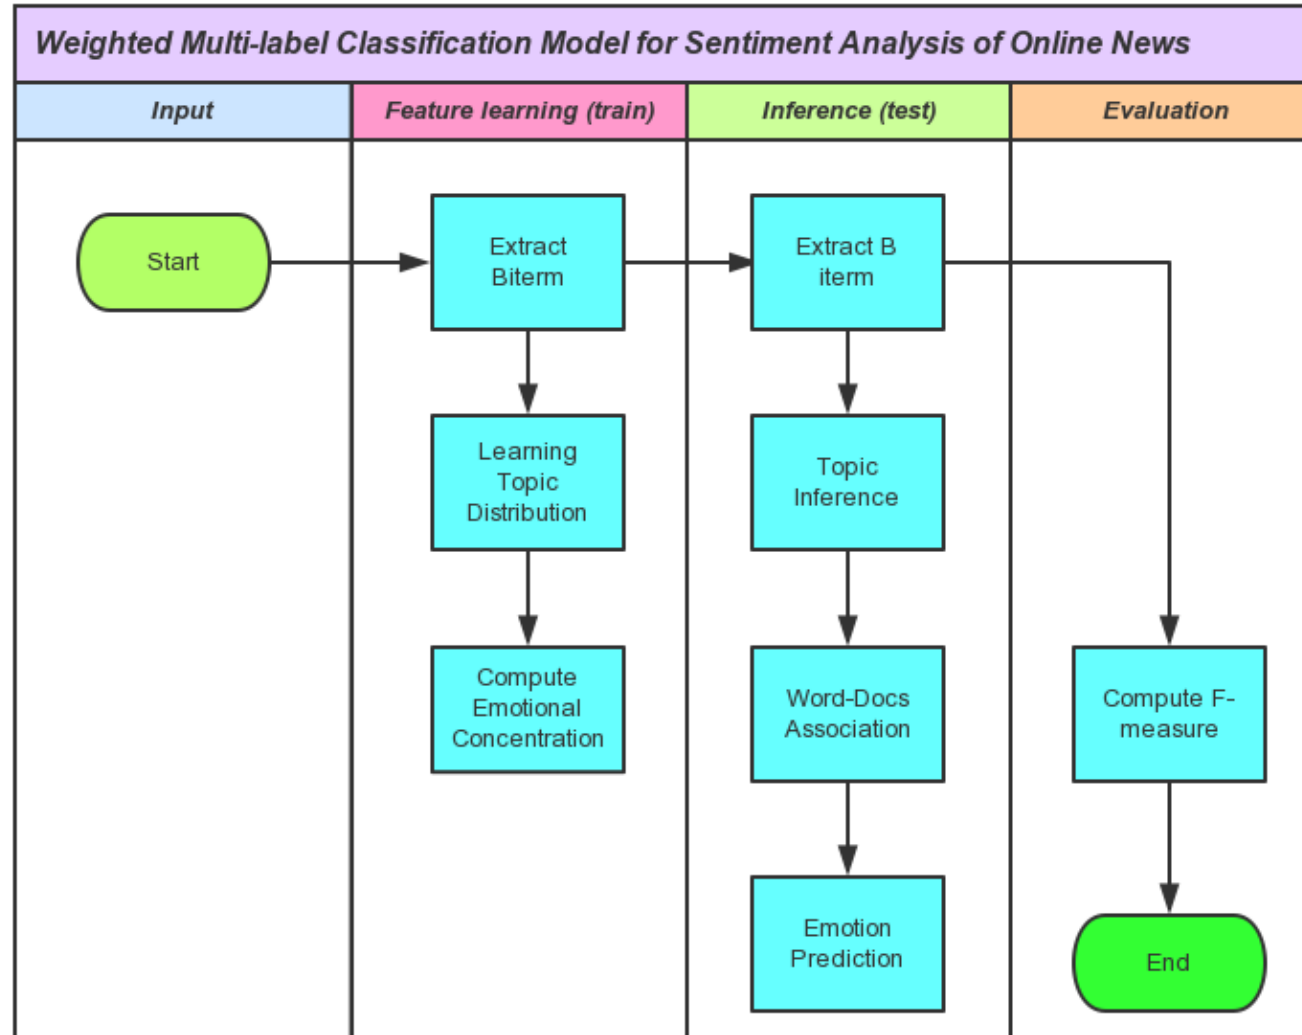 Weighted Multi-label Classification Model for Sentiment Analysis of Online News
Input
Feature learning (train)
Inference (test)
Evaluation
Start
Extract
Biterm
Extract B
iterm
Learning
Topic
Distribution
Topic
Inference
Compute
Emotional
Concentration
Word-Docs
Association
Compute F-
measure
Emotion
Prediction
End